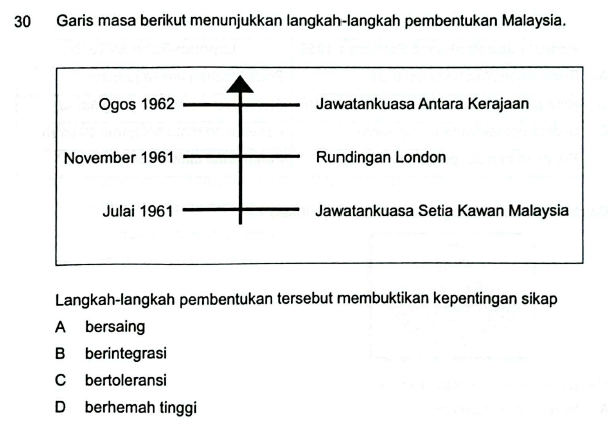 30 Garis masa berikut menunjukkan langkah-langkah pembentukan Malaysia.
Ogos 1962 Jawatankuasa Antara Kerajaan
November 1961 Rundingan London
Julai 1961 Jawatankuasa Setia Kawan Malaysia
Langkah-langkah pembentukan tersebut membuktikan kepentingan sikap
A bersaing
B berintegrasi
C bertoleransi
D berhemah tinggi